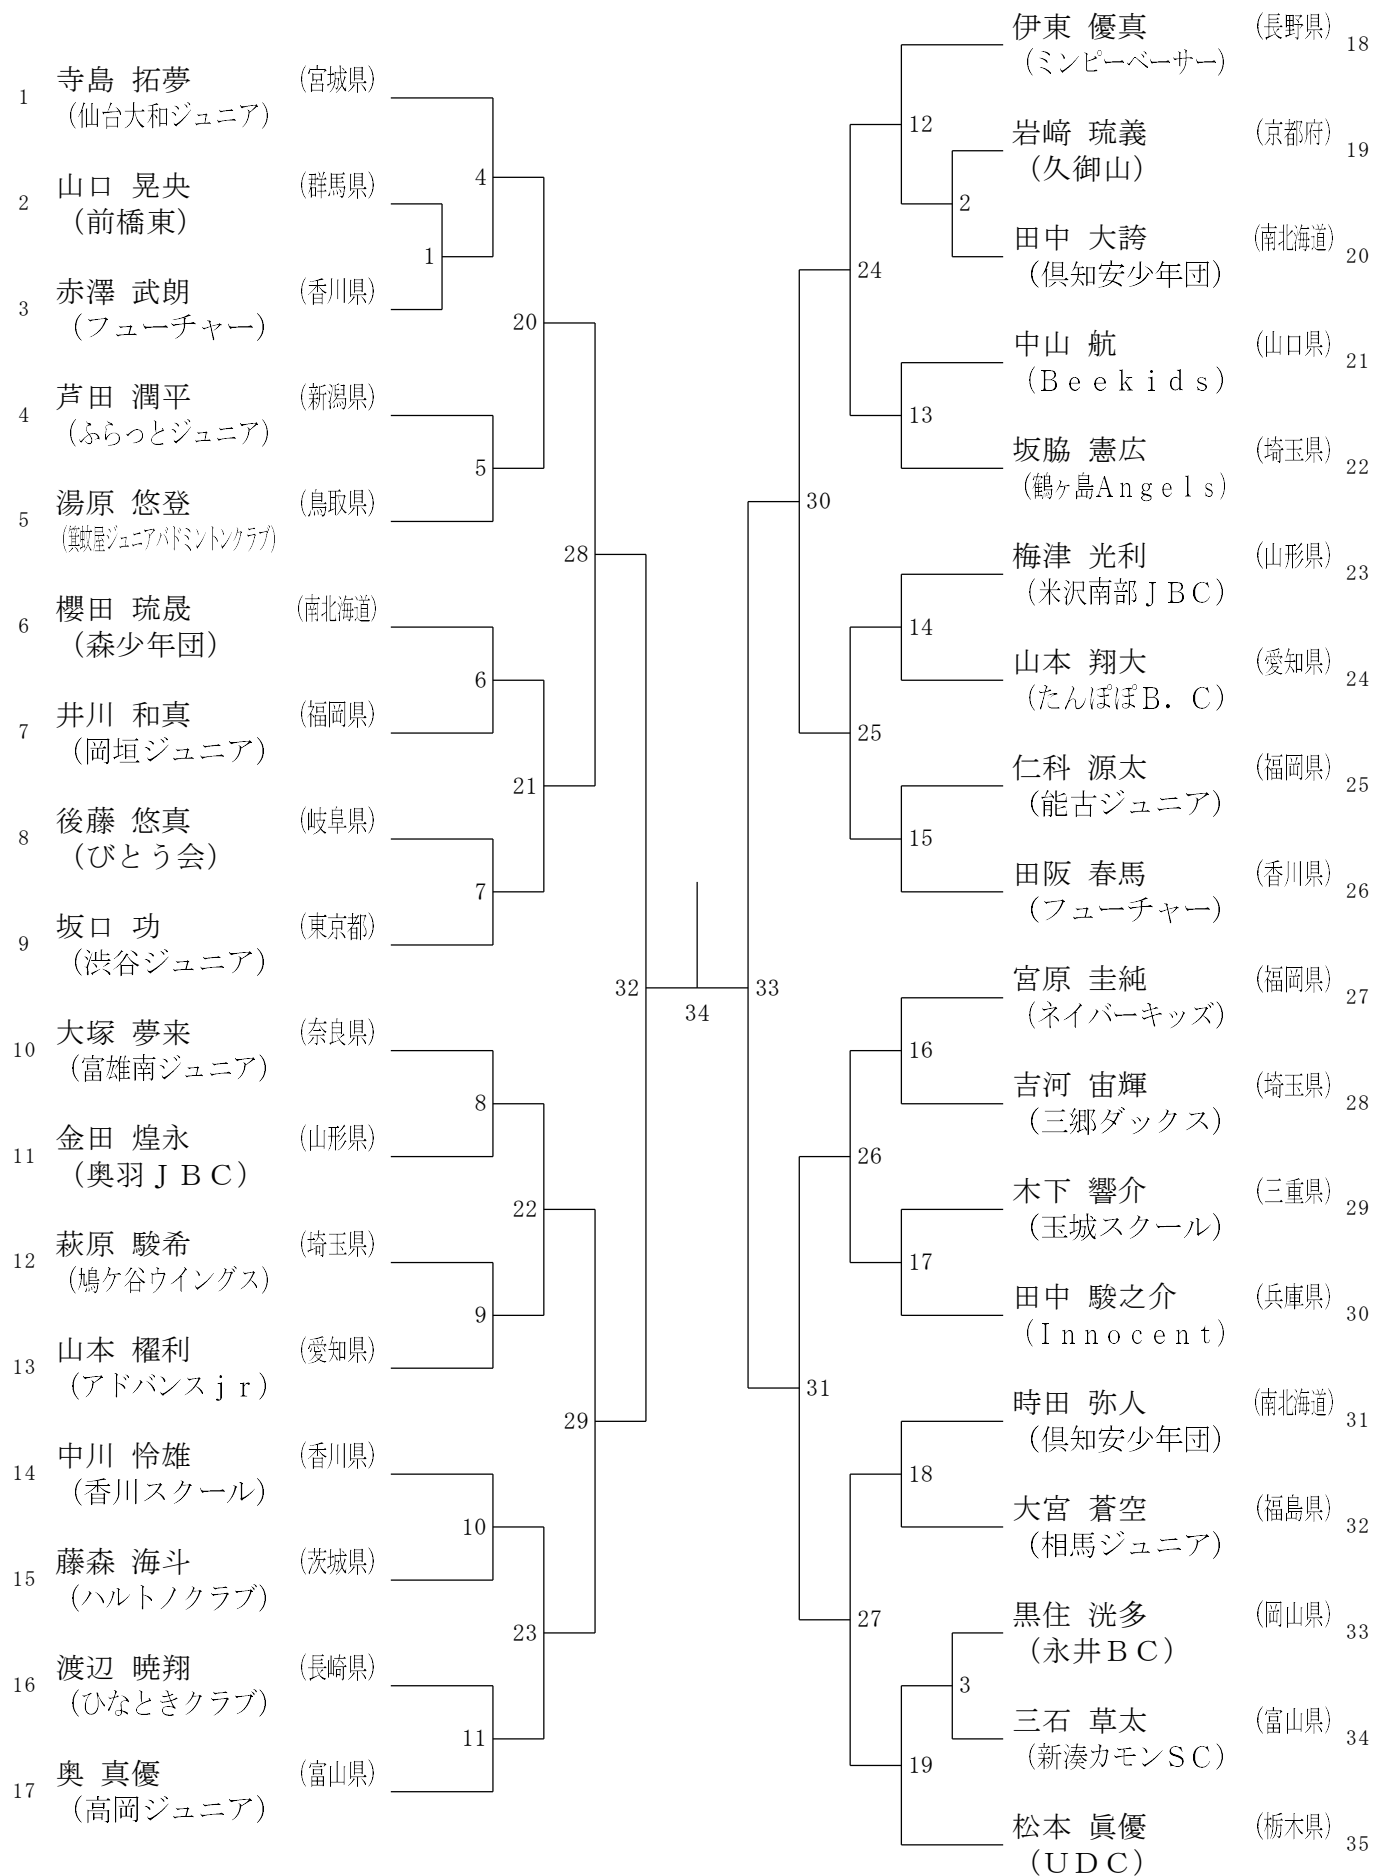 1 寺島 拓夢 (宮城県)
(仙台大和ジュニア)
2 山口 晃央 (群馬県)
(前橋東)
3 赤澤 武朗 (香川県)
(フューチャー)
4 芦田 潤平 (新潟県)
(ふらっとジュニア)
5 湯原 悠登 (鳥取県)
(箕蚊屋ジュニアバドミントンクラブ)
6 櫻田 琉晟 (南北海道)
(森少年団)
7 井川 和真 (福岡県)
(岡垣ジュニア)
8 後藤 悠真 (岐阜県)
(びとう会)
9 坂口 功 (東京都)
(渋谷ジュニア)
10 大塚 夢来 (奈良県)
(富雄南ジュニア)
11 金田 煌永 (山形県)
(奥羽JBC)
12 萩原 駿希 (埼玉県)
(鳩ケ谷ウイングス)
13 山本 櫂利 (愛知県)
(アドバンスjr)
14 中川 怜雄 (香川県)
(香川スクール)
15 藤森 海斗 (茨城県)
(ハルトノクラブ)
16 渡辺 暁翔 (長崎県)
(ひなときクラブ)
17 奥 真優 (富山県)
(高岡ジュニア)
4
1
20
5
28
6
21
7
32
8
22
9
29
10
23
11
34
33
12
2
24
13
30
14
25
15
16
26
17
31
18
27
3
19
伊東 優真 (長野県) 18
(ミンピーベーサー)
岩﨑 琉義 (京都府) 19
(久御山)
田中 大誇 (南北海道) 20
(倶知安少年団)
中山 航 (山口県) 21
(Beekids)
坂脇 憲広 (埼玉県) 22
(鶴ヶ島Angels)
梅津 光利 (山形県) 23
(米沢南部JBC)
山本 翔大 (愛知県) 24
(たんぽぽB.C)
仁科 源太 (福岡県) 25
(能古ジュニア)
田阪 春馬 (香川県) 26
(フューチャー)
宮原 圭純 (福岡県) 27
(ネイバーキッズ)
吉河 宙輝 (埼玉県) 28
(三郷ダックス)
木下 響介 (三重県) 29
(玉城スクール)
田中 駿之介 (兵庫県) 30
(Innocent)
時田 弥人 (南北海道) 31
(倶知安少年団)
大宮 蒼空 (福島県) 32
(相馬ジュニア)
黒住 洸多 (岡山県) 33
(永井BC)
三石 草太 (富山県) 34
(新湊カモンSC)
松本 眞優 (栃木県) 35
(UDC)